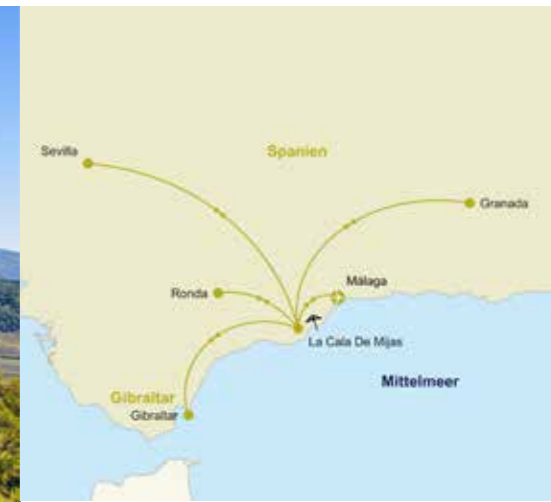 Sevilla
Spanien
Granada
Málaga
Ronda
La Cala De Mijas
Mittelmeer
Gibraltar
Gibraltar